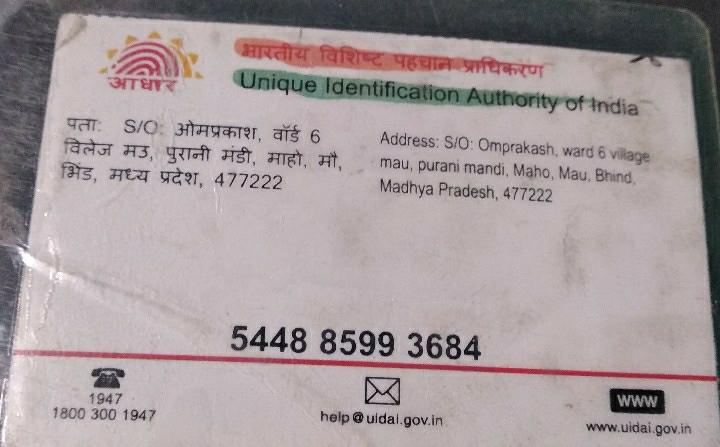 आधार
भारतीय विशिष्ट पहचान प्राधिकरण
Unique Identification Authority of India
पता: S/O: ओमप्रकाश, वॉर्ड 6
विलेज मउ, पुरानी मंडी, माहो, मौ,
भिंड, मध्य प्रदेश, 477222
Address: S/O: Omprakash, ward 6 village
mau, purani mandi, Maho, Mau, Bhind,
Madhya Pradesh, 477222
5448 8599 3684
1947
1800 300 1947
help@uidai.gov.in
www
www.uidai.gov.in